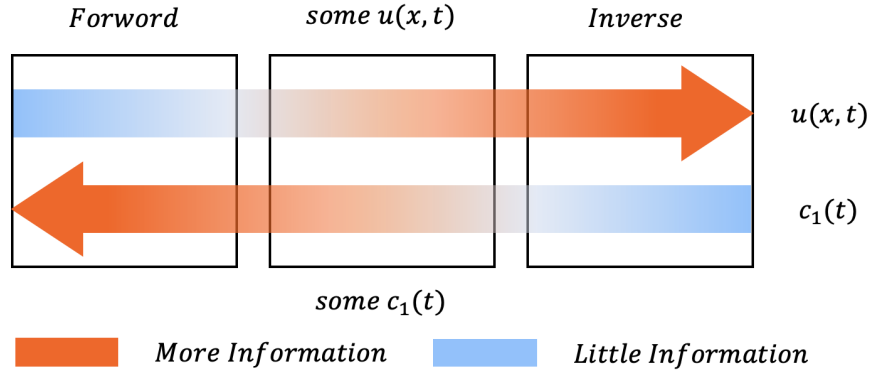 Forword
some u(x, t)
Inverse
u(x, t)
c₁(t)
some c₁(t)
More Information
Little Information